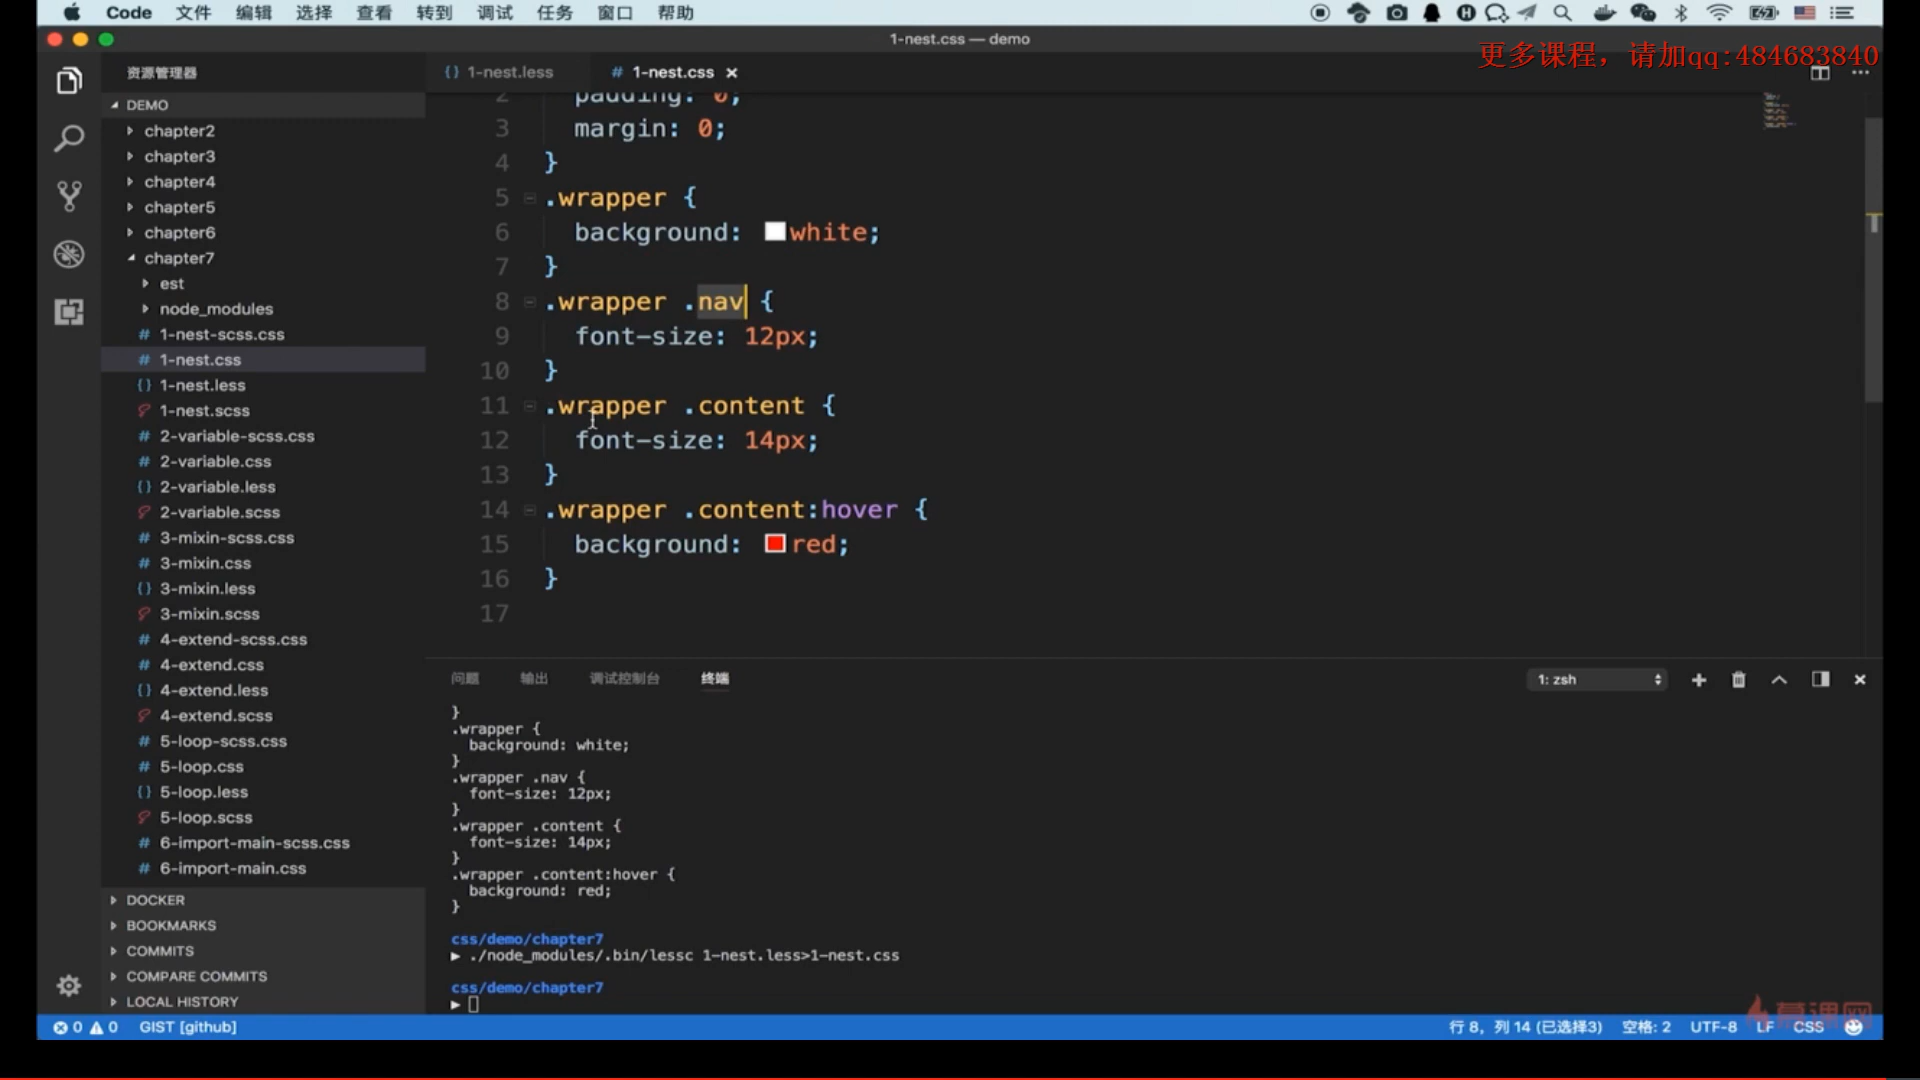 Code 文件 编辑 选择 查看 转到 调试 任务 窗口 帮助
1-nest.css — demo
更多课程，请加qq:484683840
资源管理器
{} 1-nest.less
# 1-nest.css ×
DEMO
chapter2
chapter3
chapter4
chapter5
chapter6
chapter7
est
node_modules
# 1-nest-scss.css
# 1-nest.css
{} 1-nest.less
1-nest.scss
# 2-variable-scss.css
# 2-variable.css
{} 2-variable.less
2-variable.scss
# 3-mixin-scss.css
# 3-mixin.css
{} 3-mixin.less
3-mixin.scss
# 4-extend-scss.css
# 4-extend.css
{} 4-extend.less
4-extend.scss
# 5-loop-scss.css
# 5-loop.css
{} 5-loop.less
5-loop.scss
# 6-import-main-scss.css
# 6-import-main.css
DOCKER
BOOKMARKS
COMMITS
COMPARE COMMITS
LOCAL HISTORY
2 padding: 0;
3 margin: 0;
4 }
5 .wrapper {
6 background: white;
7 }
8 .wrapper .nav {
9 font-size: 12px;
10 }
11 .wrapper .content {
12 font-size: 14px;
13 }
14 .wrapper .content:hover {
15 background: red;
16 }
17
问题 输出 调试控制台 终端
1: zsh
}
.wrapper {
background: white;
}
.wrapper .nav {
font-size: 12px;
}
.wrapper .content {
font-size: 14px;
}
.wrapper .content:hover {
background: red;
}
css/demo/chapter7
▶ ./node_modules/.bin/lessc 1-nest.less>1-nest.css
css/demo/chapter7
▶
0 0 GIST [github]
行 8，列 14 (已选择3) 空格: 2 UTF-8 LF CSS
慕课网